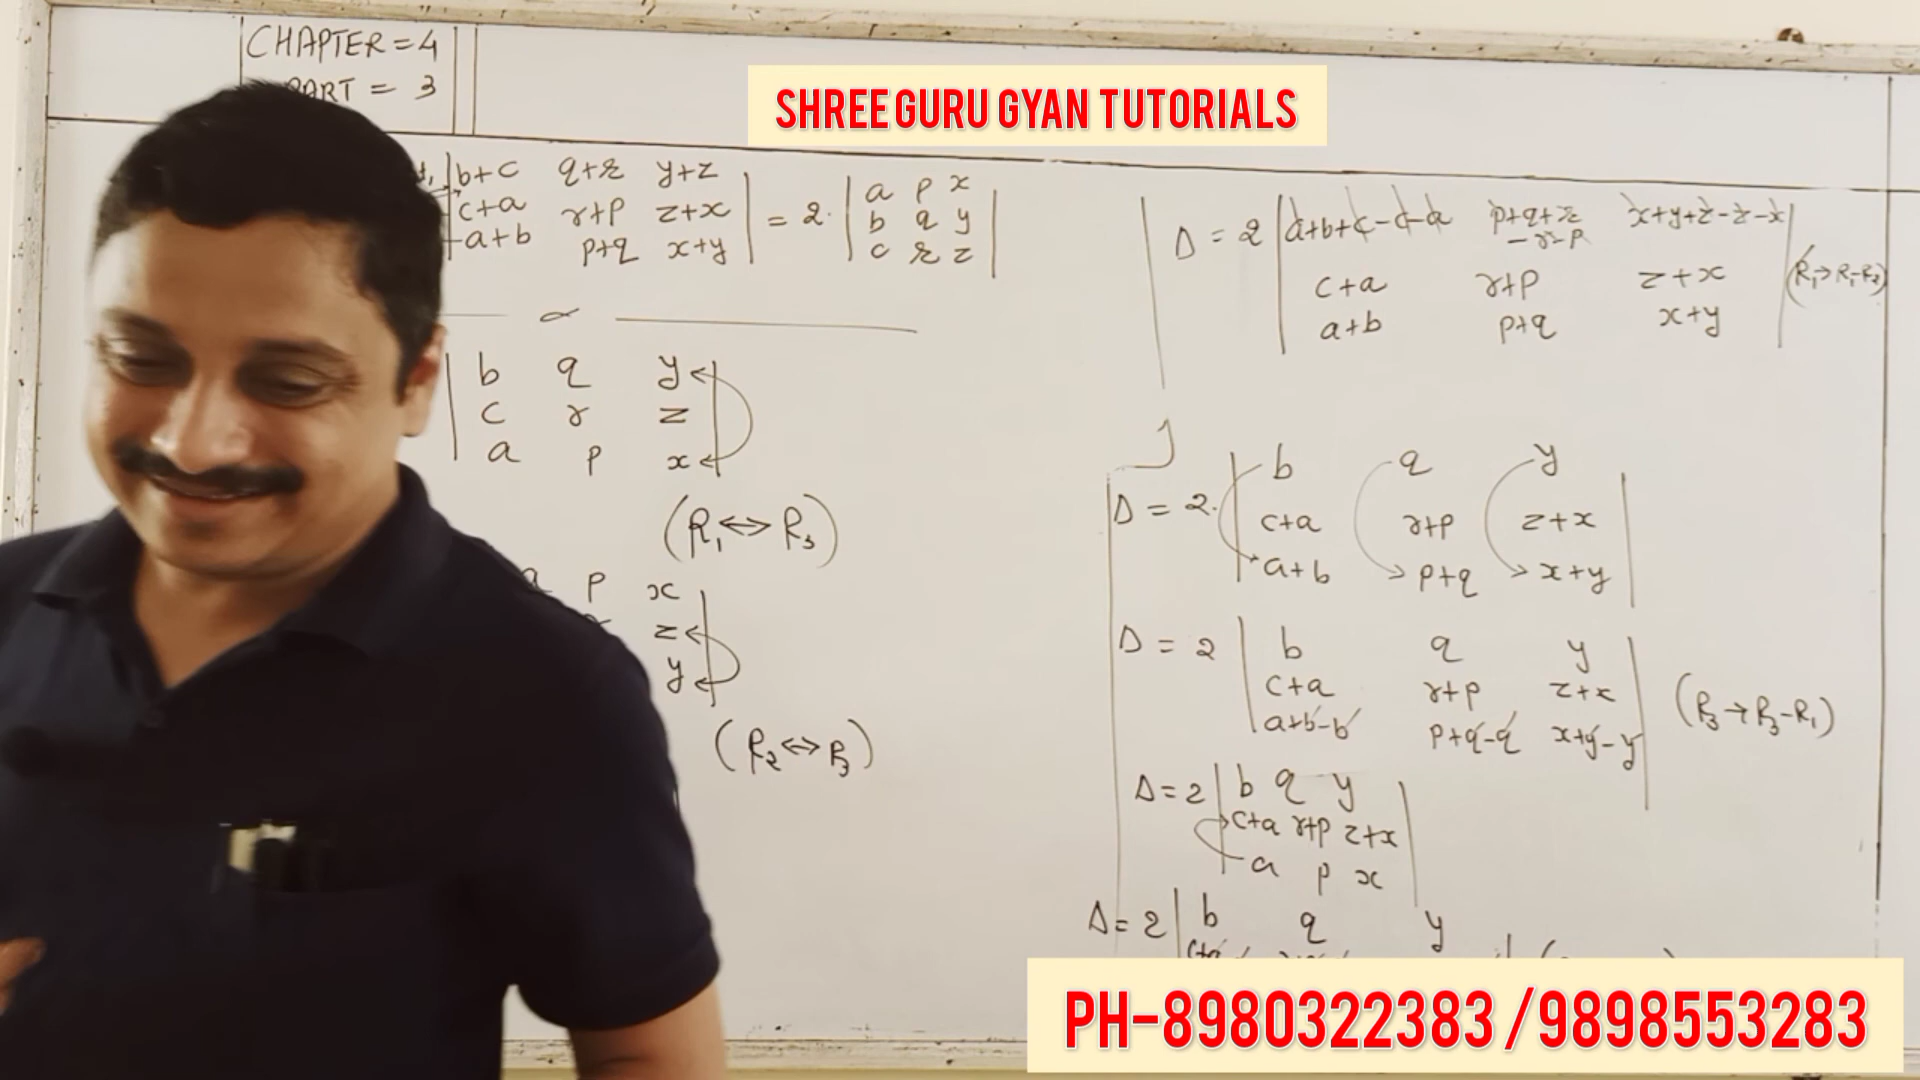 CHAPTER = 4
PART = 3
SHREE GURU GYAN TUTORIALS
b+c q+r y+z
c+a r+p z+x
a+b p+q x+y
= 2.
a p x
b q y
c r z
b q y
c r z
a p x
(R₁ ↔ R₃)
p x
z
y
(R₂ ↔ R₃)
Δ = 2 a+b+c-c-a p+q+r-r-p x+y+z-z-x
c+a r+p z+x (R₁→R₁-R₂)
a+b p+q x+y
Δ = 2. b q y
c+a r+p z+x
a+b p+q x+y
Δ = 2 b q y
c+a r+p z+x
a+b-b p+q-q x+y-y (R₃→R₃-R₁)
Δ = 2 b q y
c+a r+p z+x
a p x
Δ = 2 b q y
PH-8980322383 /9898553283